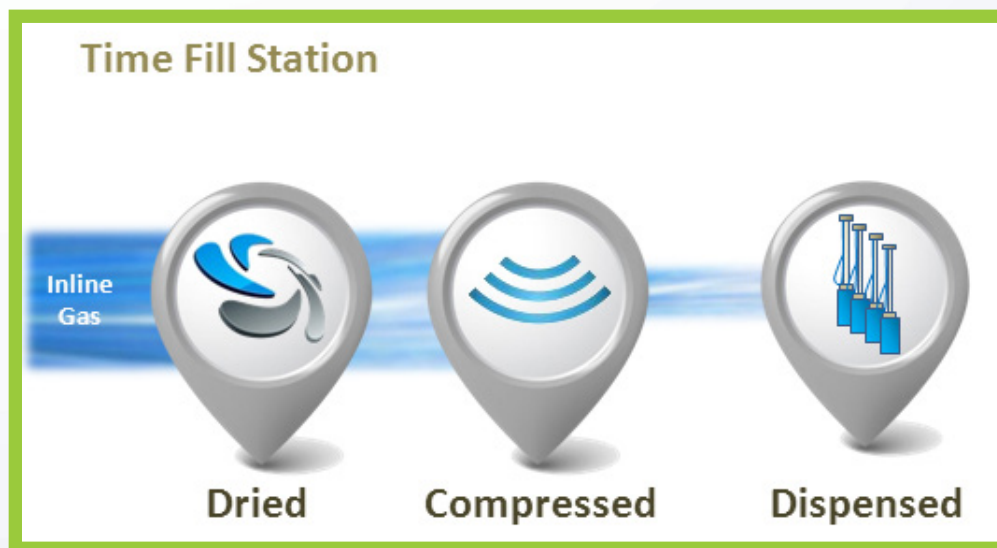 Time Fill Station
Inline
Gas
Dried
Compressed
Dispensed